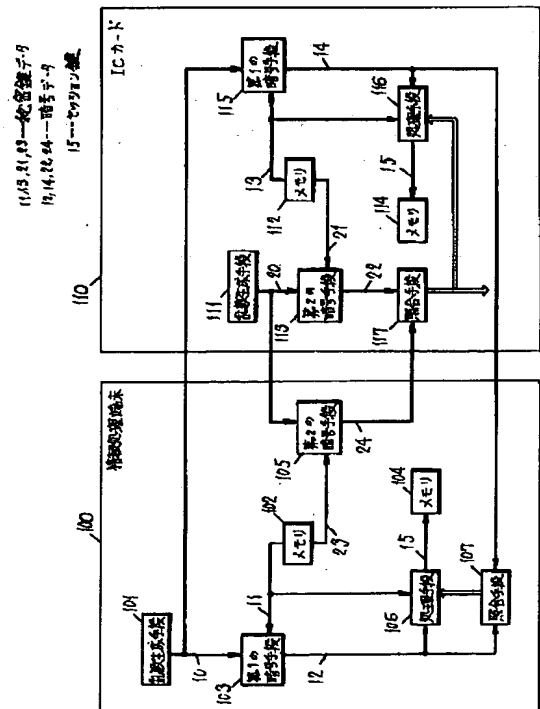 11,13,21,23---秘密鍵データ
12,14,22,24---暗号データ
15---セッション鍵
110
ICカード
111
乱数生成手段
20
113
第2の暗号手段
22
117
照合手段
112
メモリ
13
21
115
第1の暗号手段
14
116
処理手段
15
114
メモリ
100
情報処理端末
101
乱数生成手段
10
103
第1の暗号手段
11
12
102
メモリ
23
105
第2の暗号手段
24
106
処理手段
15
104
メモリ
107
照合手段